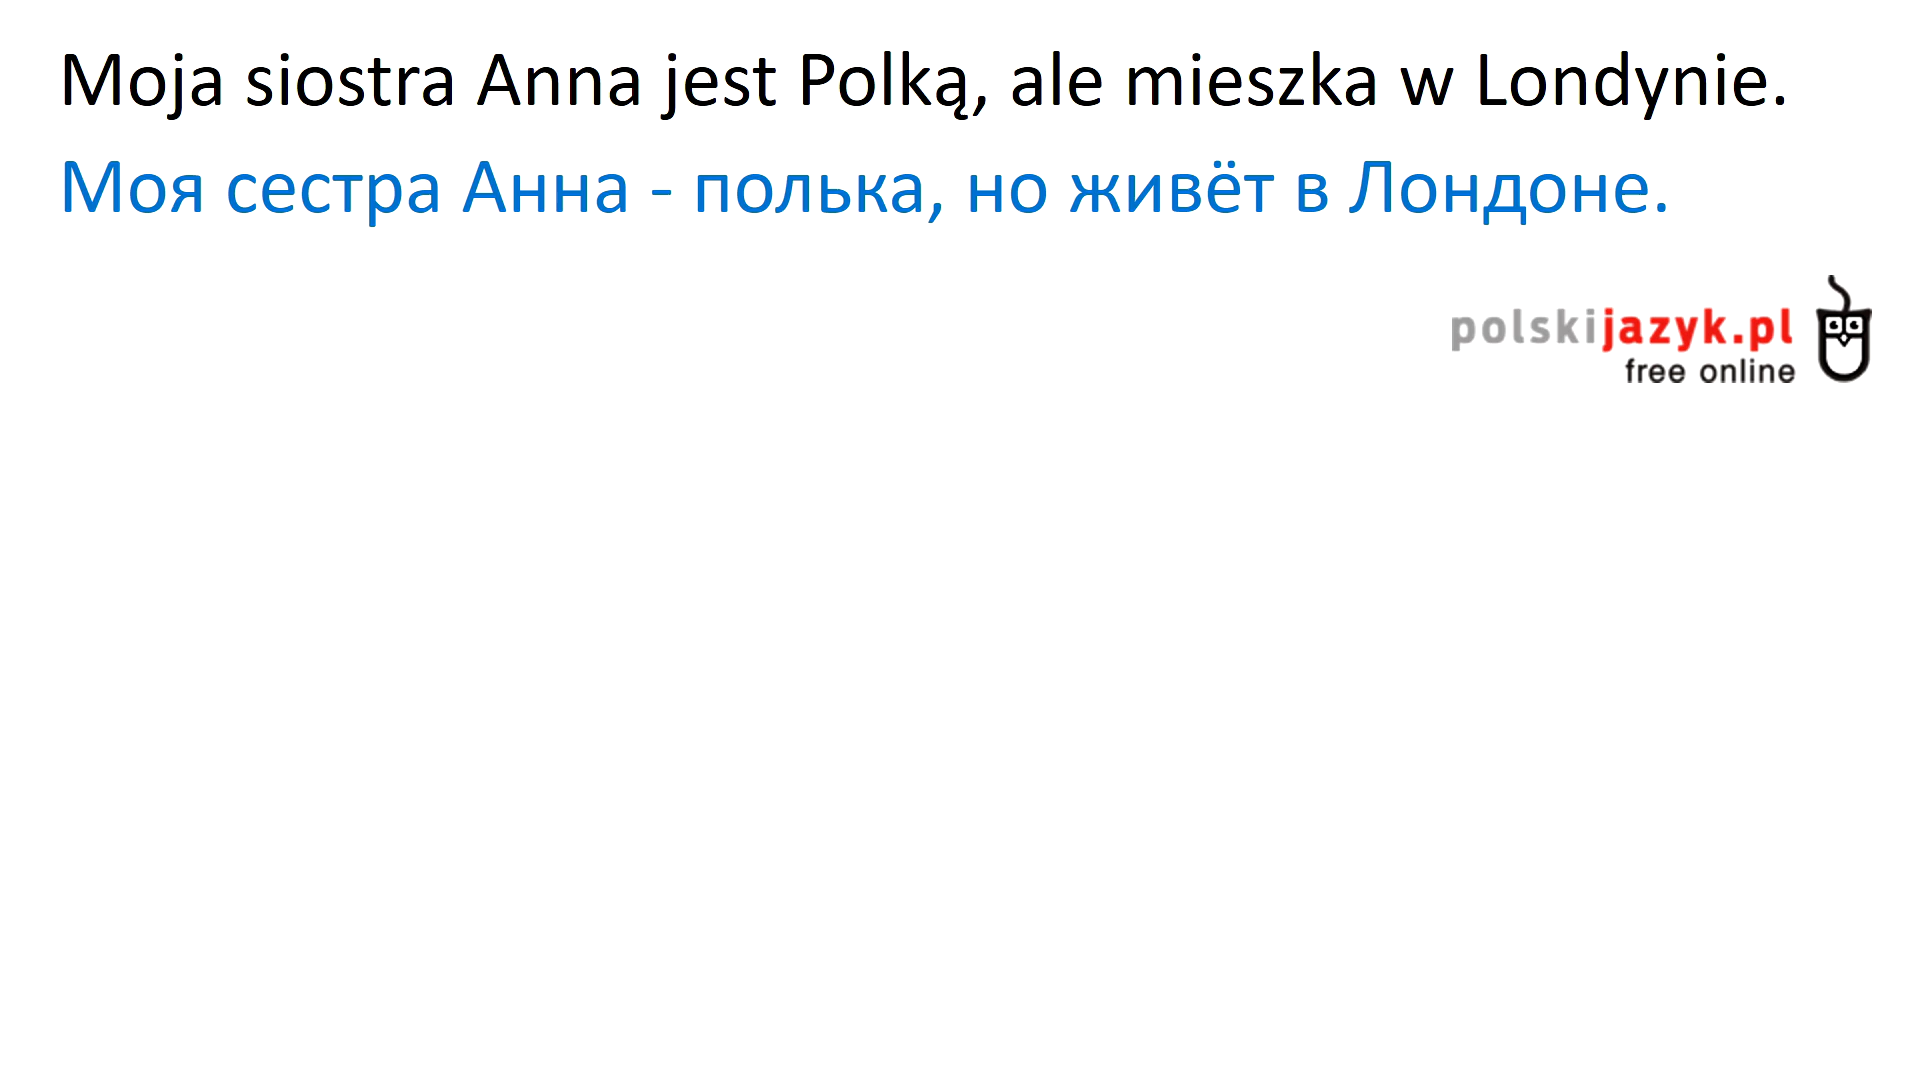 Moja siostra Anna jest Polką, ale mieszka w Londynie.
Моя сестра Анна - полька, но живёт в Лондоне.
polskijazyk.pl
free online